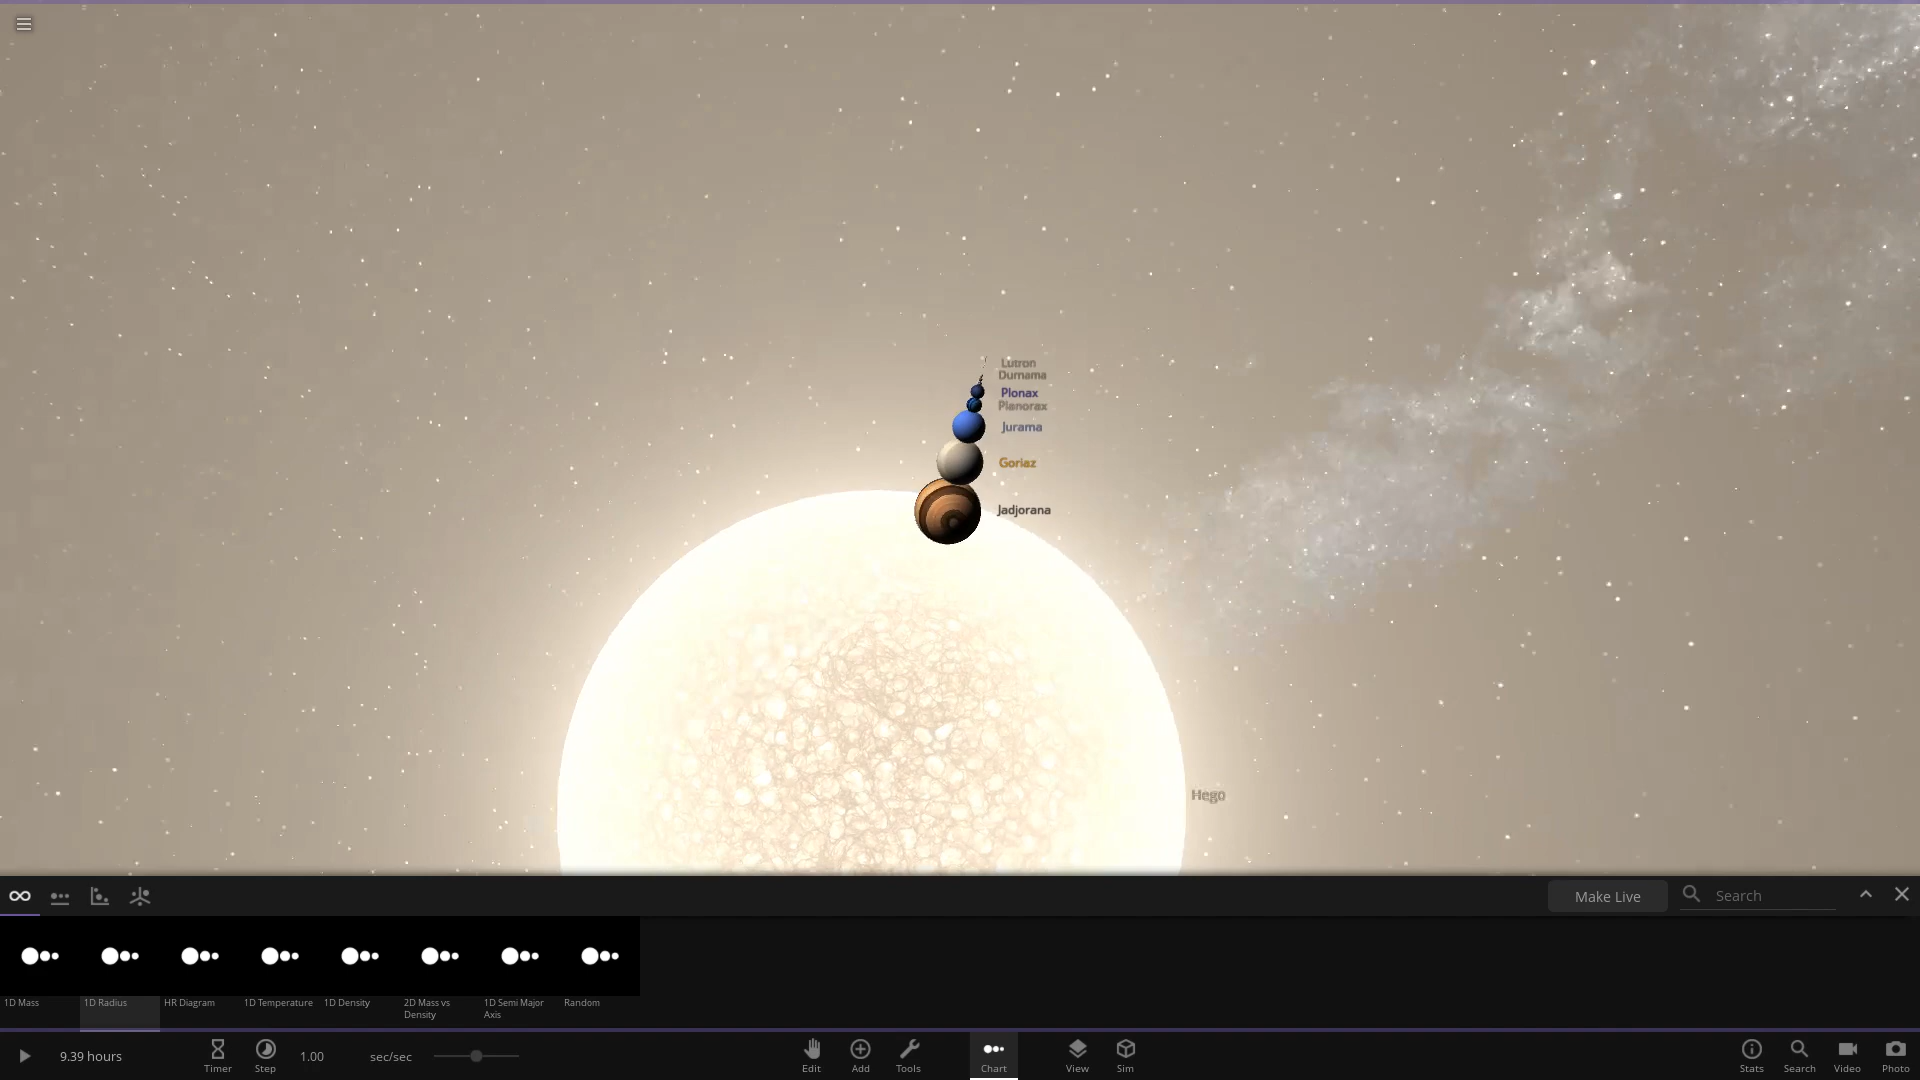 Lutron
Durnama
Plonax
Planorax
Jurama
Goriaz
Jadjorana
Hego
Make Live
Search
1D Mass
1D Radius
HR Diagram
1D Temperature
1D Density
2D Mass vs
Density
1D Semi Major
Axis
Random
9.39 hours
Timer
Step
1.00
sec/sec
Edit
Add
Tools
Chart
View
Sim
Stats
Search
Video
Photo